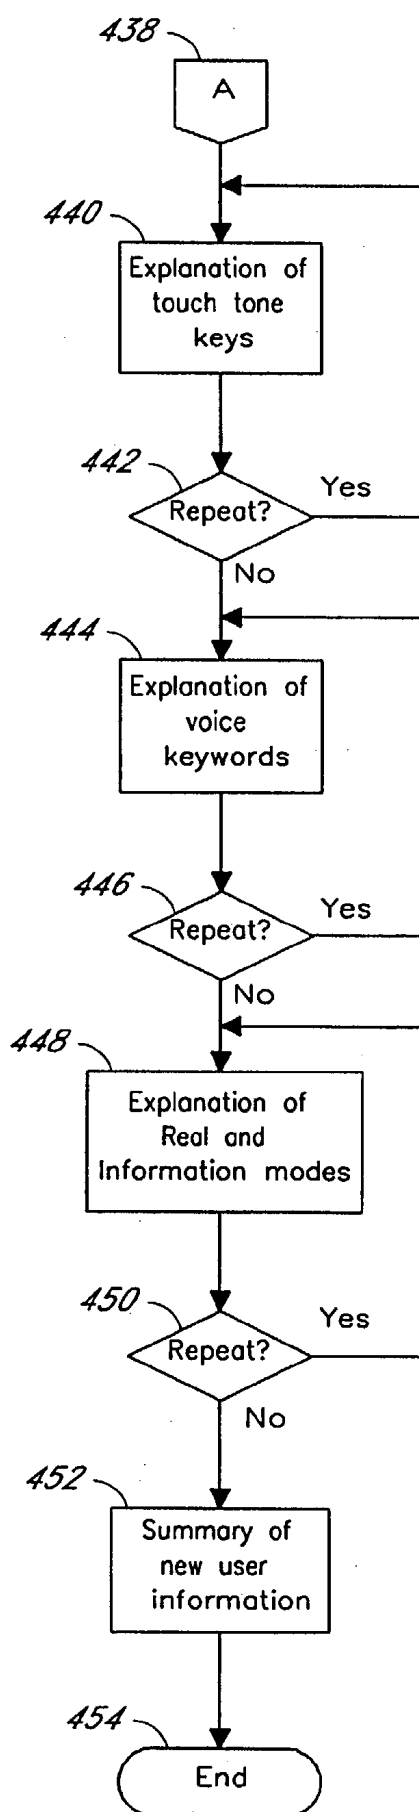 438
A
440
Explanation of
touch tone
keys
442
Repeat?
Yes
No
444
Explanation of
voice
keywords
446
Repeat?
Yes
No
448
Explanation of
Real and
Information modes
450
Repeat?
Yes
No
452
Summary of
new user
information
454
End